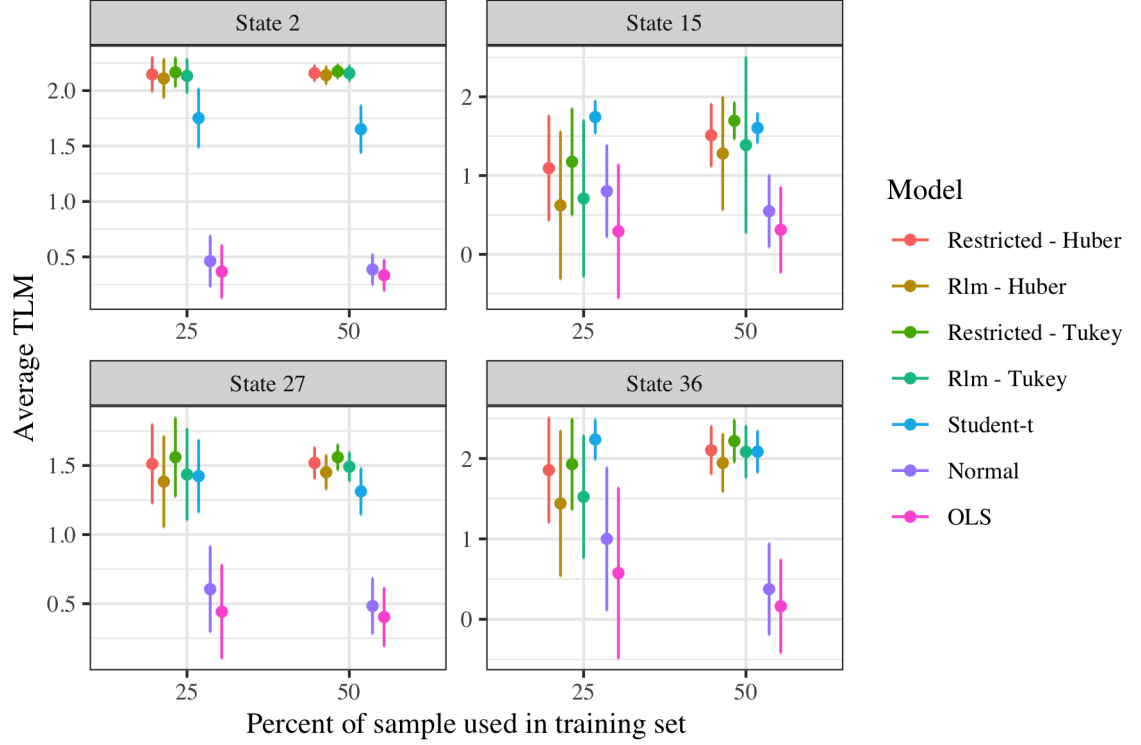 State 2
State 15
2.0
1.5
1.0
0.5
2
1
0
25
50
25
50
State 27
State 36
1.5
1.0
0.5
2
1
0
25
50
25
50
Average TLM
Percent of sample used in training set
Model
Restricted - Huber
Rlm - Huber
Restricted - Tukey
Rlm - Tukey
Student-t
Normal
OLS